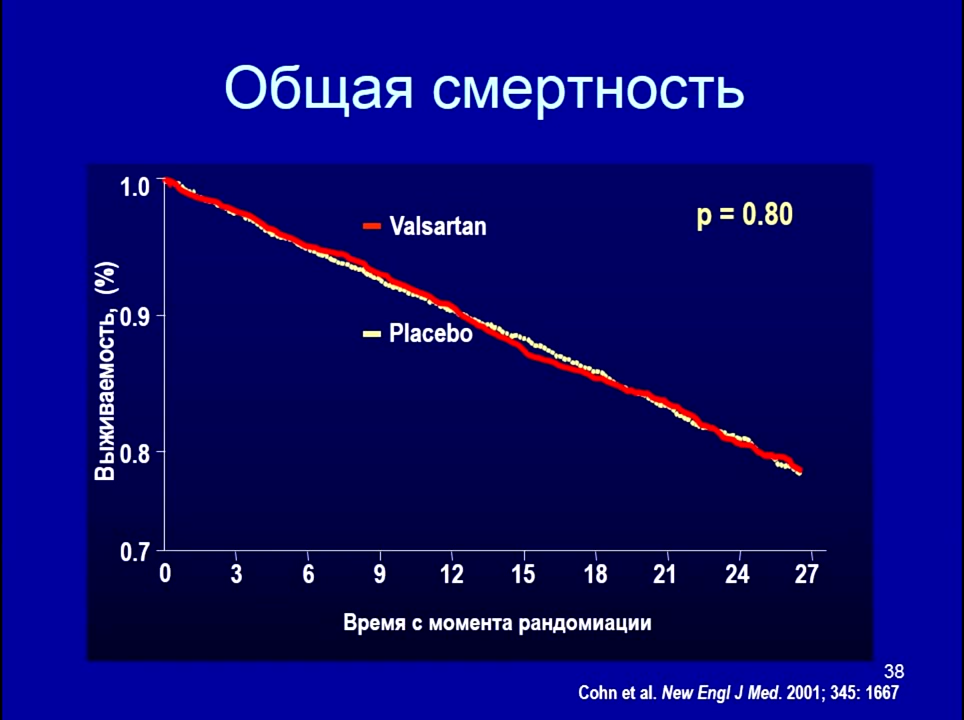 Общая смертность
1.0
0.9
0.8
0.7
Выживаемость, (%)
Valsartan
Placebo
p = 0.80
0 3 6 9 12 15 18 21 24 27
Время с момента рандомиации
38
Cohn et al. New Engl J Med. 2001; 345: 1667